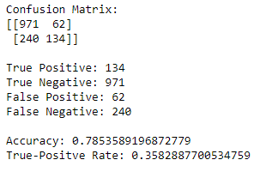 Confusion Matrix:
[[971  62]
 [240 134]]
True Positive: 134
True Negative: 971
False Positive: 62
False Negative: 240
Accuracy: 0.7853589196872779
True-Positve Rate: 0.3582887700534759